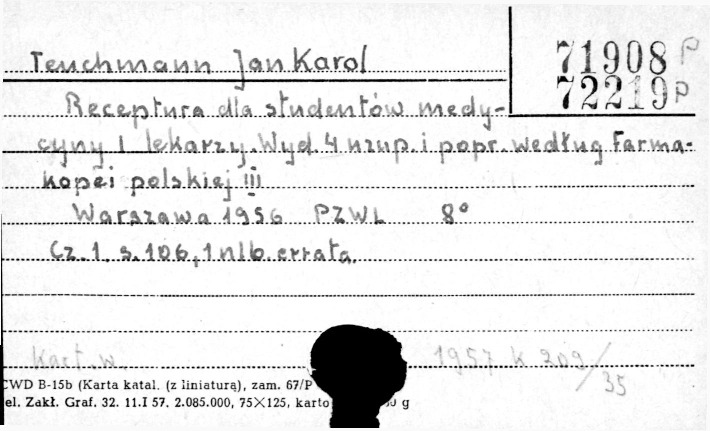 71908 P
72219 P
Teuchmann Jan Karol
Receptura dla studentów medy-
cyny i lekarzy. Wyd. 4 uzup. i popr. według Farma-
kopei polskiej III
Warszawa 1956 PZWL 8°
Cz. 1. s. 106, 1 nlb. errata.
Kart. w. 1957 K 209/35
CWD B-15b (Karta katal. (z liniaturą), zam. 67/P
el. Zakł. Graf. 32. 11.I 57. 2.085.000, 75×125, karto g